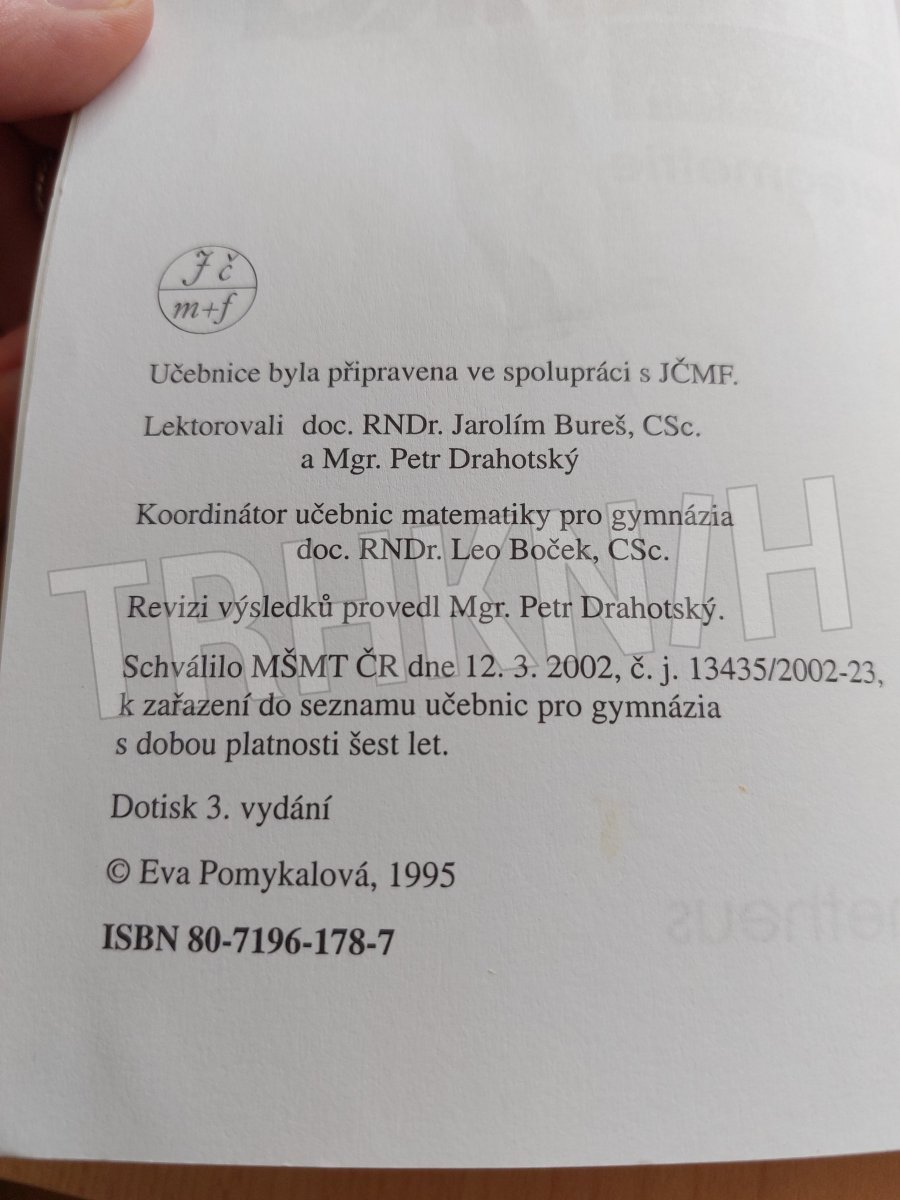 J č
m+f
Učebnice byla připravena ve spolupráci s JČMF.
Lektorovali doc. RNDr. Jarolím Bureš, CSc.
a Mgr. Petr Drahotský
Koordinátor učebnic matematiky pro gymnázia
doc. RNDr. Leo Boček, CSc.
TRHKNIH
Revizi výsledků provedl Mgr. Petr Drahotský.
Schválilo MŠMT ČR dne 12. 3. 2002, č. j. 13435/2002-23,
k zařazení do seznamu učebnic pro gymnázia
s dobou platnosti šest let.
Dotisk 3. vydání
© Eva Pomykalová, 1995
ISBN 80-7196-178-7